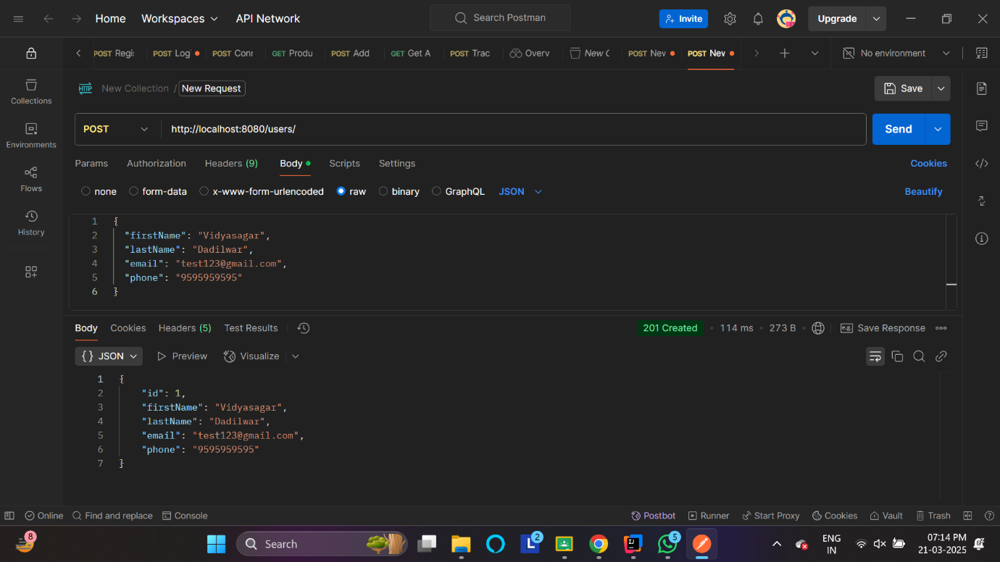 Home Workspaces API Network Search Postman Invite Upgrade
POST Regis POST Log POST Conn GET Produ POST Add GET Get A POST Trac Overv New C POST Nev POST Nev No environment
HTTP New Collection / New Request Save
Collections
Environments
Flows
History
POST http://localhost:8080/users/ Send
Params Authorization Headers (9) Body Scripts Settings Cookies
none form-data x-www-form-urlencoded raw binary GraphQL JSON Beautify
1 {
2 "firstName": "Vidyasagar",
3 "lastName": "Dadilwar",
4 "email": "test123@gmail.com",
5 "phone": "9595959595"
6 }
Body Cookies Headers (5) Test Results 201 Created • 114 ms • 273 B • e.g. Save Response
{} JSON Preview Visualize
1 {
2 "id": 1,
3 "firstName": "Vidyasagar",
4 "lastName": "Dadilwar",
5 "email": "test123@gmail.com",
6 "phone": "9595959595"
7 }
Online Find and replace Console Postbot Runner Start Proxy Cookies Vault Trash
8 Search L 2 IJ 5 ENG 07:14 PM
IN 21-03-2025